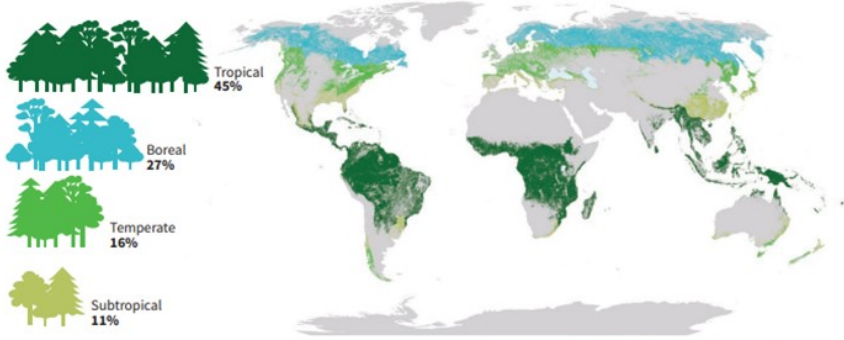 Tropical
45%
Boreal
27%
Temperate
16%
Subtropical
11%